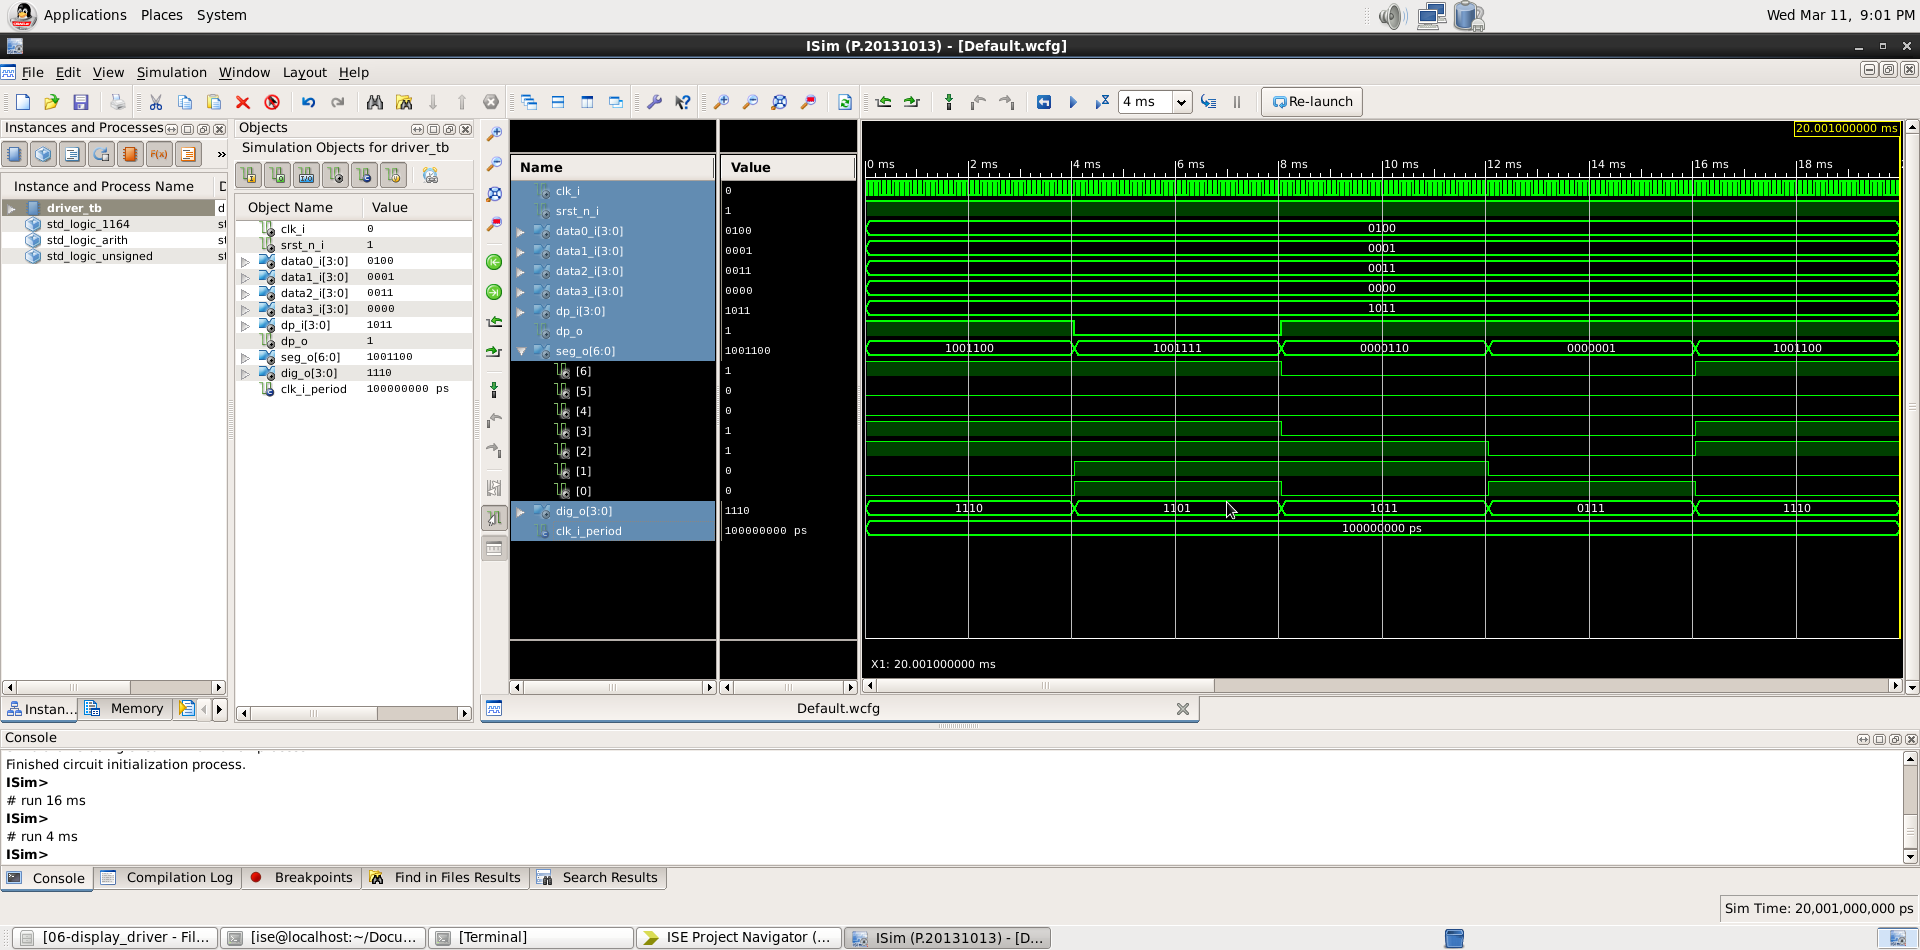 Applications Places System Wed Mar 11, 9:01 PM
ISim (P.20131013) - [Default.wcfg]
File Edit View Simulation Window Layout Help
4 ms Re-launch
Instances and Processes
Instance and Process Name D
driver_tb d
std_logic_1164 st
std_logic_arith st
std_logic_unsigned st
Instan... Memory
Objects
Simulation Objects for driver_tb
Object Name Value
clk_i 0
srst_n_i 1
data0_i[3:0] 0100
data1_i[3:0] 0001
data2_i[3:0] 0011
data3_i[3:0] 0000
dp_i[3:0] 1011
dp_o 1
seg_o[6:0] 1001100
dig_o[3:0] 1110
clk_i_period 100000000 ps
20.001000000 ms
Name Value 0 ms 2 ms 4 ms 6 ms 8 ms 10 ms 12 ms 14 ms 16 ms 18 ms
clk_i 0
srst_n_i 1
data0_i[3:0] 0100 0100
data1_i[3:0] 0001 0001
data2_i[3:0] 0011 0011
data3_i[3:0] 0000 0000
dp_i[3:0] 1011 1011
dp_o 1
seg_o[6:0] 1001100 1001100 1001111 0000110 0000001 1001100
[6] 1
[5] 0
[4] 0
[3] 1
[2] 1
[1] 0
[0] 0
dig_o[3:0] 1110 1110 1101 1011 0111 1110
clk_i_period 100000000 ps 100000000 ps
X1: 20.001000000 ms
Default.wcfg
Console
Finished circuit initialization process.
ISim>
# run 16 ms
ISim>
# run 4 ms
ISim>
Console Compilation Log Breakpoints Find in Files Results Search Results
Sim Time: 20,001,000,000 ps
[06-display_driver - Fil... [ise@localhost:~/Docu... [Terminal] ISE Project Navigator (... ISim (P.20131013) - [D...